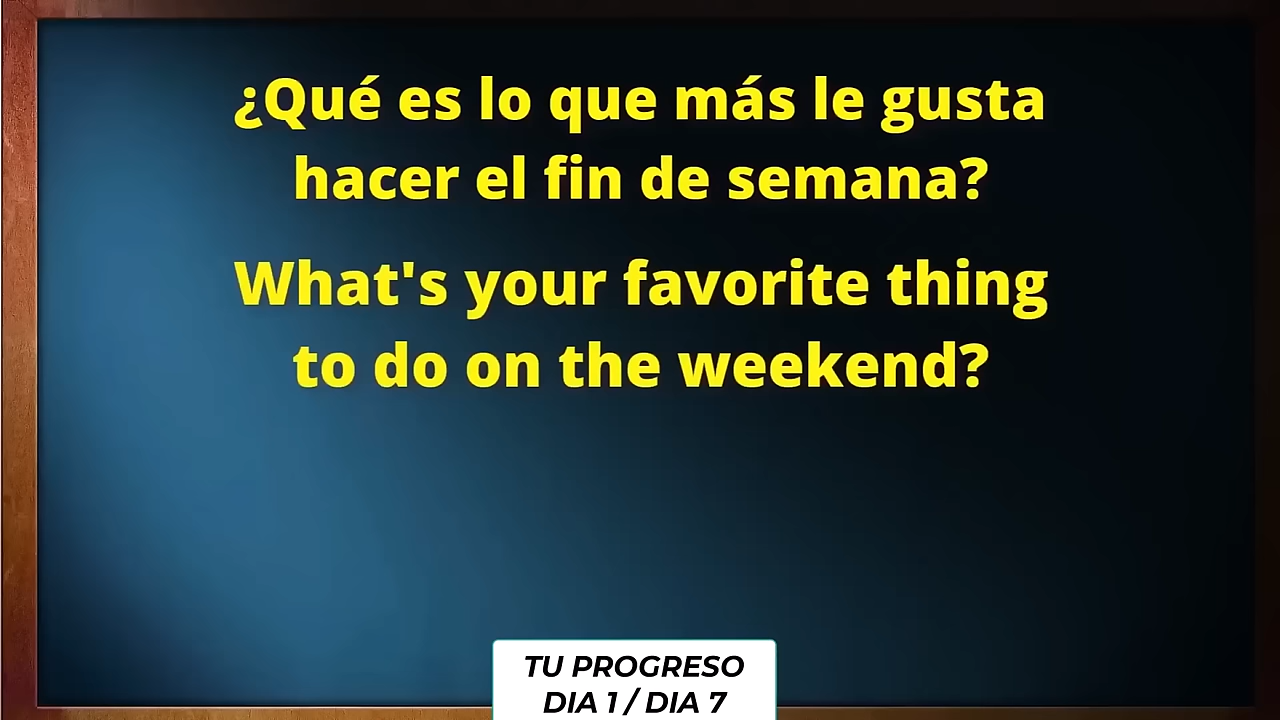 ¿Qué es lo que más le gusta
hacer el fin de semana?
What's your favorite thing
to do on the weekend?
TU PROGRESO
DIA 1 / DIA 7